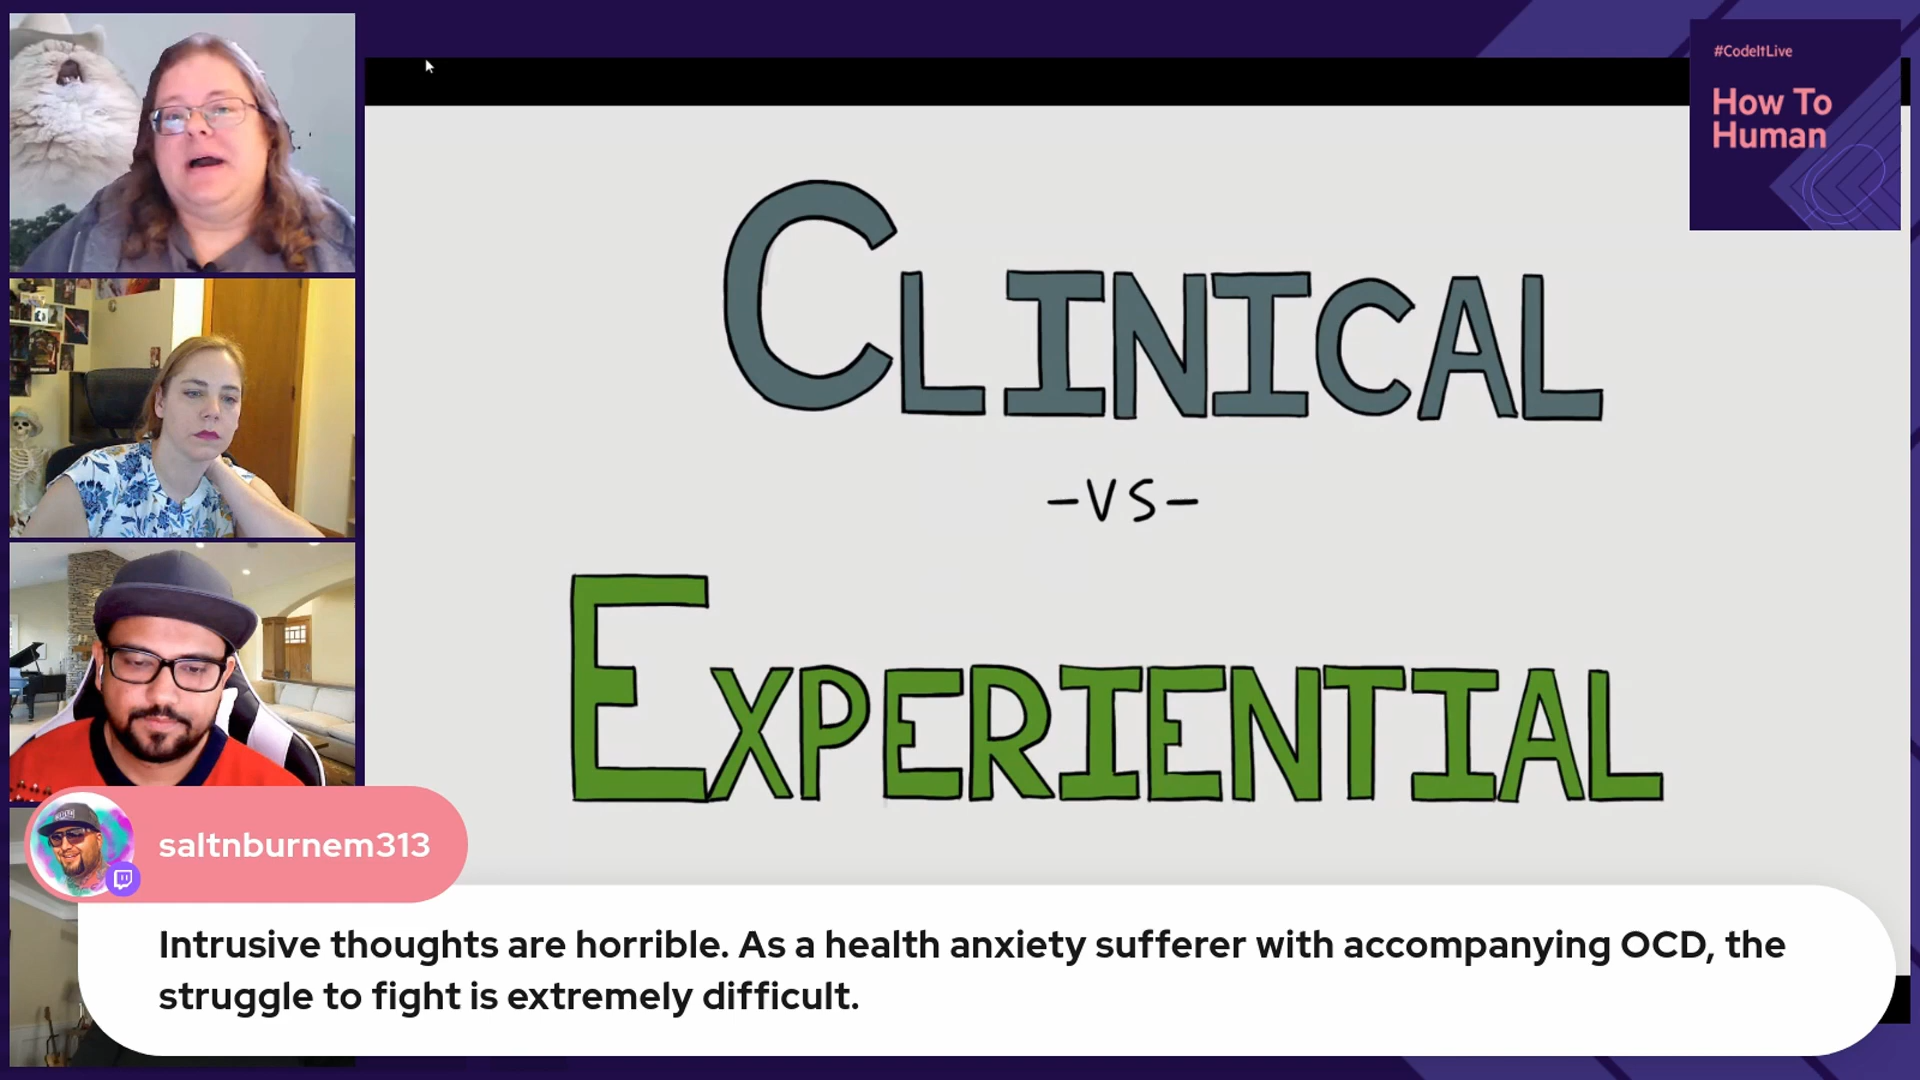 #CodeItLive
How To
Human
CLINICAL
-VS-
EXPERIENTIAL
saltnburnem313
Intrusive thoughts are horrible. As a health anxiety sufferer with accompanying OCD, the
struggle to fight is extremely difficult.